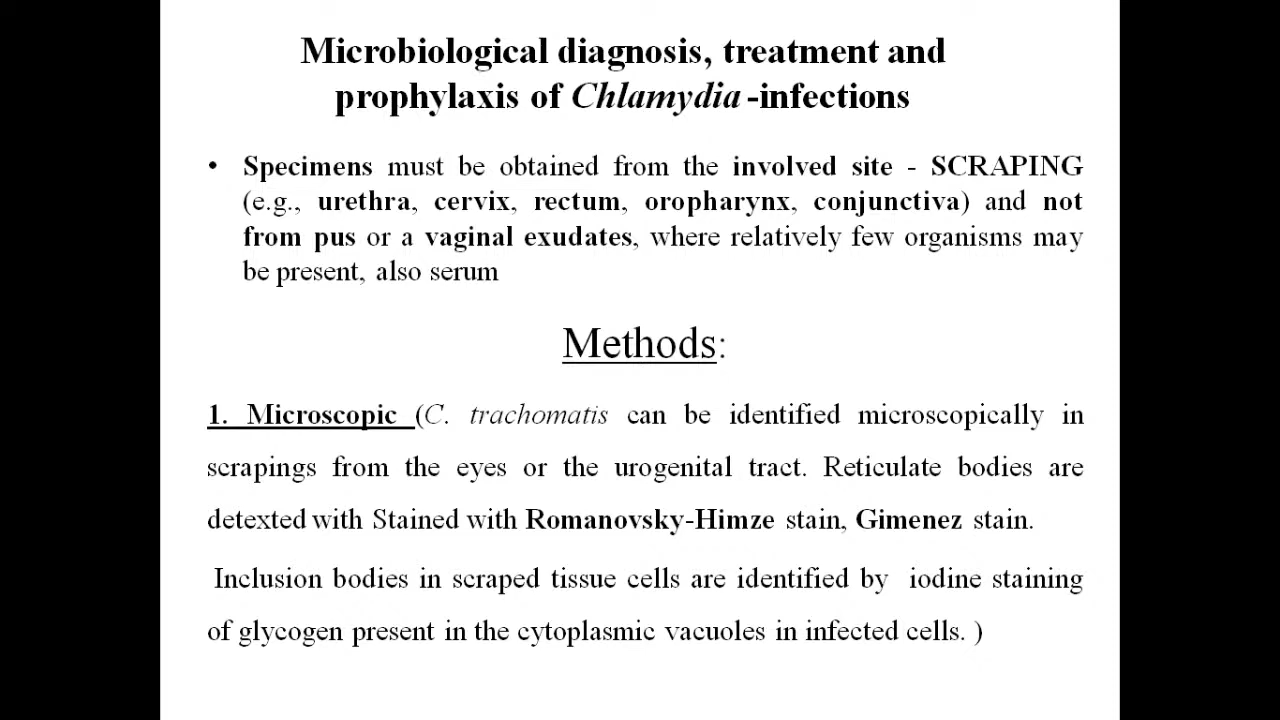 Microbiological diagnosis, treatment and
prophylaxis of Chlamydia -infections
• Specimens must be obtained from the involved site - SCRAPING
(e.g., urethra, cervix, rectum, oropharynx, conjunctiva) and not
from pus or a vaginal exudates, where relatively few organisms may
be present, also serum
Methods:
1. Microscopic (C. trachomatis can be identified microscopically in
scrapings from the eyes or the urogenital tract. Reticulate bodies are
detexted with Stained with Romanovsky-Himze stain, Gimenez stain.
Inclusion bodies in scraped tissue cells are identified by iodine staining
of glycogen present in the cytoplasmic vacuoles in infected cells. )